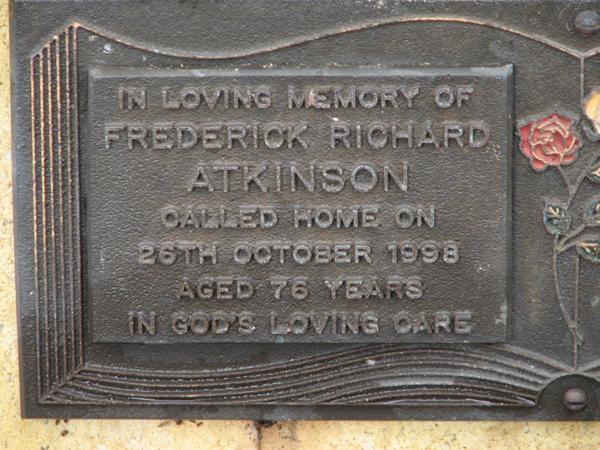 IN LOVING MEMORY OF
FREDERICK RICHARD
ATKINSON
CALLED HOME ON
26TH OCTOBER 1998
AGED 76 YEARS
IN GOD'S LOVING CARE